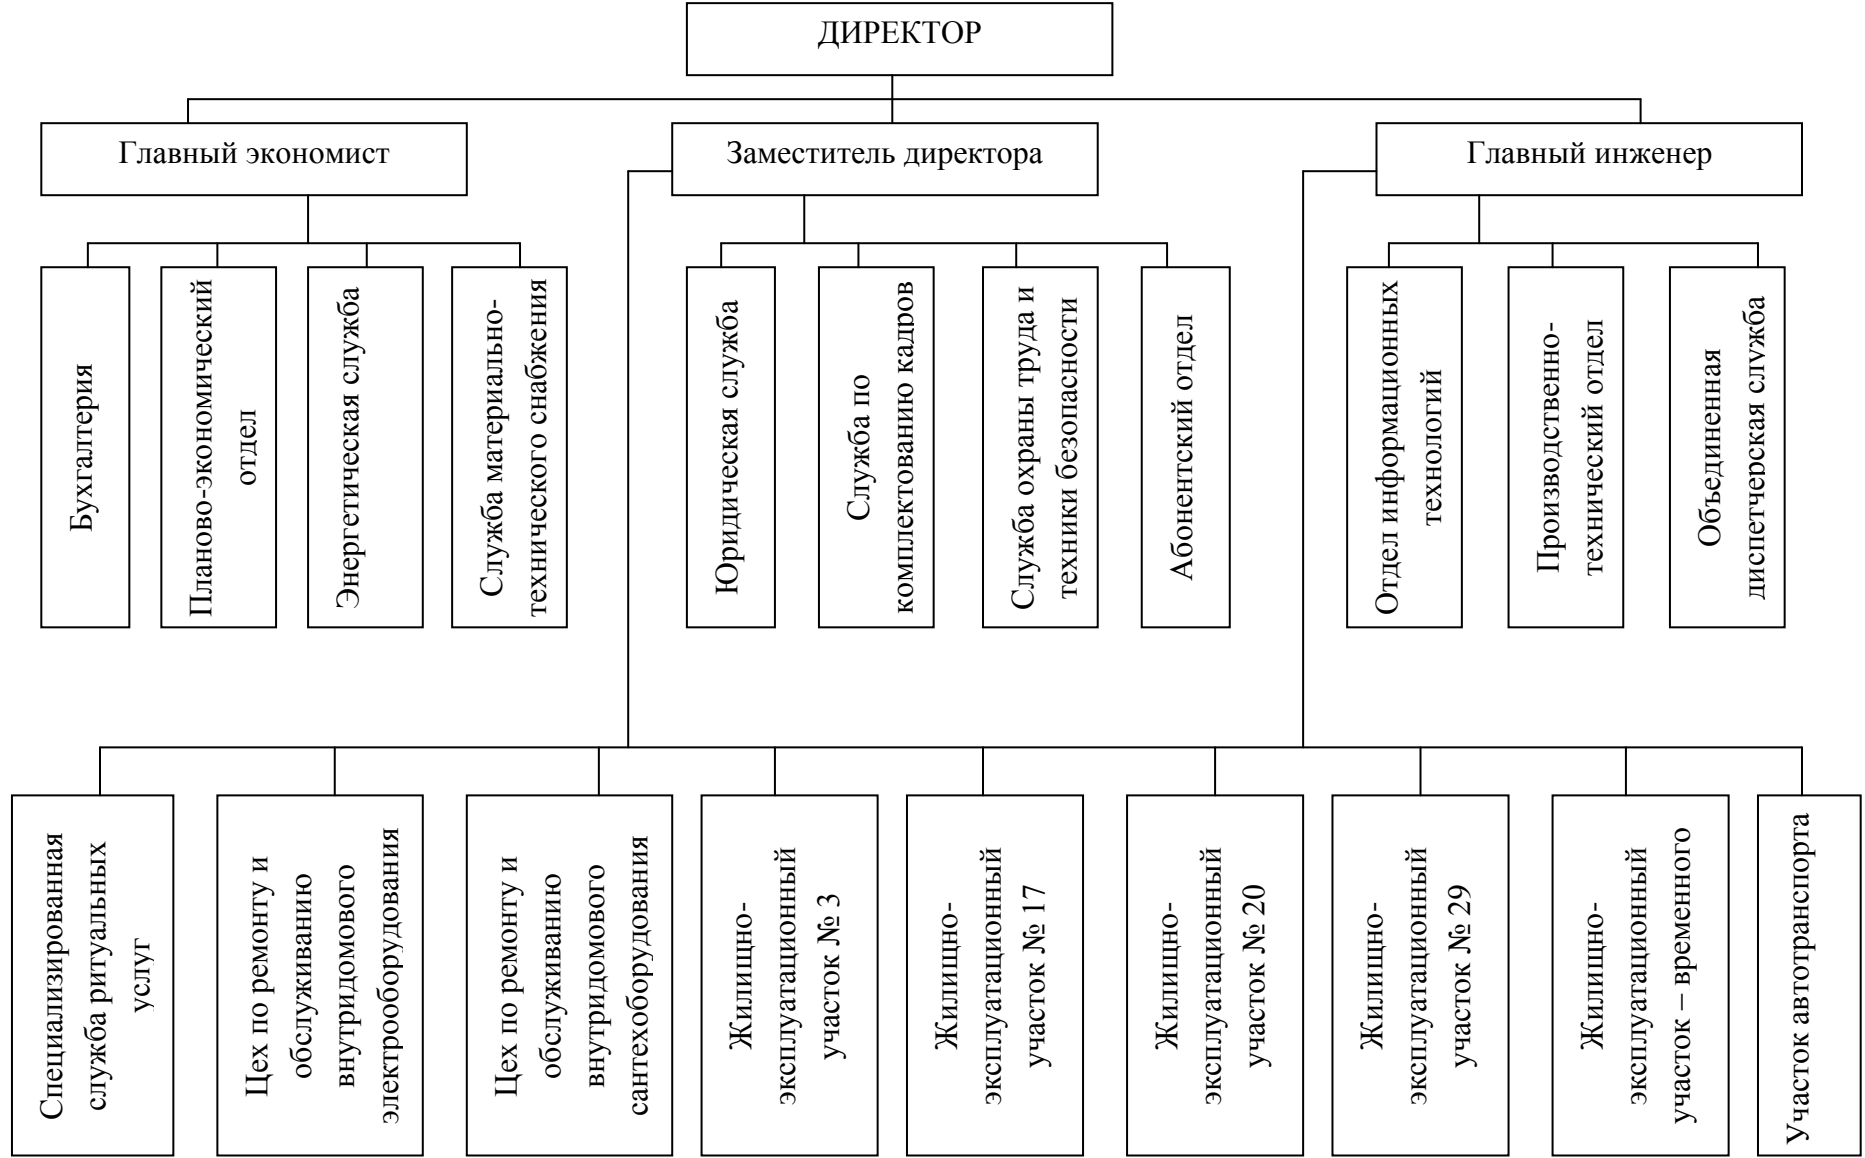 ДИРЕКТОР
Главный экономист
Заместитель директора
Главный инженер
Бухгалтерия
Планово-экономический
отдел
Энергетическая служба
Служба материально-
технического снабжения
Юридическая служба
Служба по
комплектованию кадров
Служба охраны труда и
техники безопасности
Абонентский отдел
Отдел информационных
технологий
Производственно-
технический отдел
Объединенная
диспетчерская служба
Специализированная
служба ритуальных
услуг
Цех по ремонту и
обслуживанию
внутридомового
электрооборудования
Цех по ремонту и
обслуживанию
внутридомового
сантехоборудования
Жилищно-
эксплуатационный
участок № 3
Жилищно-
эксплуатационный
участок № 17
Жилищно-
эксплуатационный
участок № 20
Жилищно-
эксплуатационный
участок № 29
Жилищно-
эксплуатационный
участок – временного
Участок автотранспорта